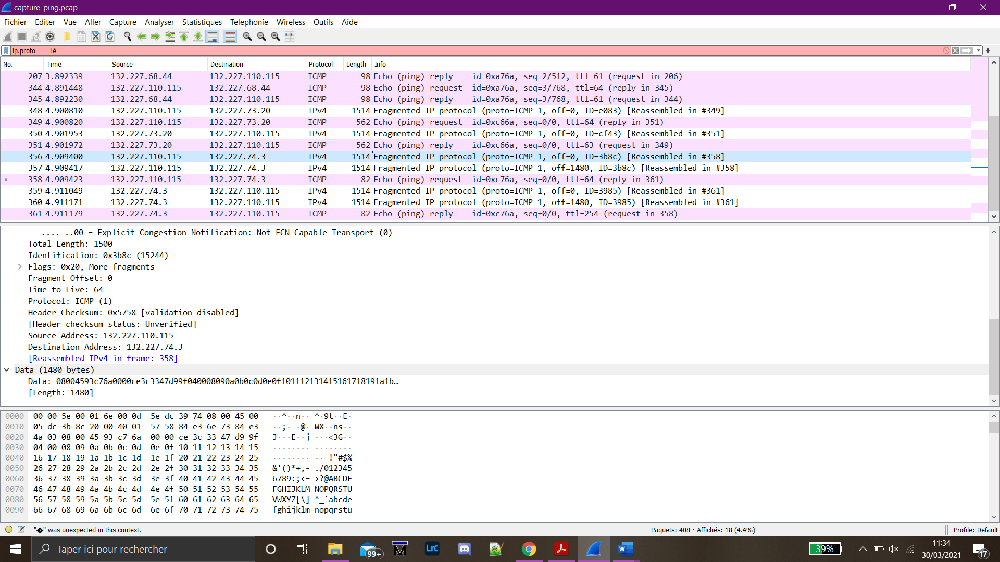 capture_ping.pcap
Fichier Editer Vue Aller Capture Analyser Statistiques Telephonie Wireless Outils Aide
ip.proto == 1è
No. Time Source Destination Protocol Length Info
207 3.892339 132.227.68.44 132.227.110.115 ICMP 98 Echo (ping) reply id=0xa76a, seq=2/512, ttl=61 (request in 206)
344 4.891448 132.227.110.115 132.227.68.44 ICMP 98 Echo (ping) request id=0xa76a, seq=3/768, ttl=64 (reply in 345)
345 4.892230 132.227.68.44 132.227.110.115 ICMP 98 Echo (ping) reply id=0xa76a, seq=3/768, ttl=61 (request in 344)
348 4.900810 132.227.110.115 132.227.73.20 IPv4 1514 Fragmented IP protocol (proto=ICMP 1, off=0, ID=e083) [Reassembled in #349]
349 4.900820 132.227.110.115 132.227.73.20 ICMP 562 Echo (ping) request id=0xc66a, seq=0/0, ttl=64 (reply in 351)
350 4.901953 132.227.73.20 132.227.110.115 IPv4 1514 Fragmented IP protocol (proto=ICMP 1, off=0, ID=cf43) [Reassembled in #351]
351 4.901972 132.227.73.20 132.227.110.115 ICMP 562 Echo (ping) reply id=0xc66a, seq=0/0, ttl=63 (request in 349)
356 4.909400 132.227.110.115 132.227.74.3 IPv4 1514 Fragmented IP protocol (proto=ICMP 1, off=0, ID=3b8c) [Reassembled in #358]
357 4.909417 132.227.110.115 132.227.74.3 IPv4 1514 Fragmented IP protocol (proto=ICMP 1, off=1480, ID=3b8c) [Reassembled in #358]
358 4.909423 132.227.110.115 132.227.74.3 ICMP 82 Echo (ping) request id=0xc76a, seq=0/0, ttl=64 (reply in 361)
359 4.911049 132.227.74.3 132.227.110.115 IPv4 1514 Fragmented IP protocol (proto=ICMP 1, off=0, ID=3985) [Reassembled in #361]
360 4.911171 132.227.74.3 132.227.110.115 IPv4 1514 Fragmented IP protocol (proto=ICMP 1, off=1480, ID=3985) [Reassembled in #361]
361 4.911179 132.227.74.3 132.227.110.115 ICMP 82 Echo (ping) reply id=0xc76a, seq=0/0, ttl=254 (request in 358)
.... ..00 = Explicit Congestion Notification: Not ECN-Capable Transport (0)
Total Length: 1500
Identification: 0x3b8c (15244)
Flags: 0x20, More fragments
Fragment Offset: 0
Time to Live: 64
Protocol: ICMP (1)
Header Checksum: 0x5758 [validation disabled]
[Header checksum status: Unverified]
Source Address: 132.227.110.115
Destination Address: 132.227.74.3
[Reassembled IPv4 in frame: 358]
Data (1480 bytes)
Data: 08004593c76a0000ce3c3347d99f040008090a0b0c0d0e0f101112131415161718191a1b…
[Length: 1480]
0000 00 00 5e 00 01 6e 00 0d 5e dc 39 74 08 00 45 00 ··^··n·· ^·9t··E·
0010 05 dc 3b 8c 20 00 40 01 57 58 84 e3 6e 73 84 e3 ··;· ·@· WX··ns··
0020 4a 03 08 00 45 93 c7 6a 00 00 ce 3c 33 47 d9 9f J···E··j ···<3G··
0030 04 00 08 09 0a 0b 0c 0d 0e 0f 10 11 12 13 14 15 ········ ········
0040 16 17 18 19 1a 1b 1c 1d 1e 1f 20 21 22 23 24 25 ········ ·· !"#$%
0050 26 27 28 29 2a 2b 2c 2d 2e 2f 30 31 32 33 34 35 &'()*+,- ./012345
0060 36 37 38 39 3a 3b 3c 3d 3e 3f 40 41 42 43 44 45 6789:;<= >?@ABCDE
0070 46 47 48 49 4a 4b 4c 4d 4e 4f 50 51 52 53 54 55 FGHIJKLM NOPQRSTU
0080 56 57 58 59 5a 5b 5c 5d 5e 5f 60 61 62 63 64 65 VWXYZ[\] ^_`abcde
0090 66 67 68 69 6a 6b 6c 6d 6e 6f 70 71 72 73 74 75 fghijklm nopqrstu
"�" was unexpected in this context. Paquets: 408 · Affichés: 18 (4.4%) Profile: Default
Taper ici pour rechercher 99+ M LrC W 39% 11:34 17
30/03/2021